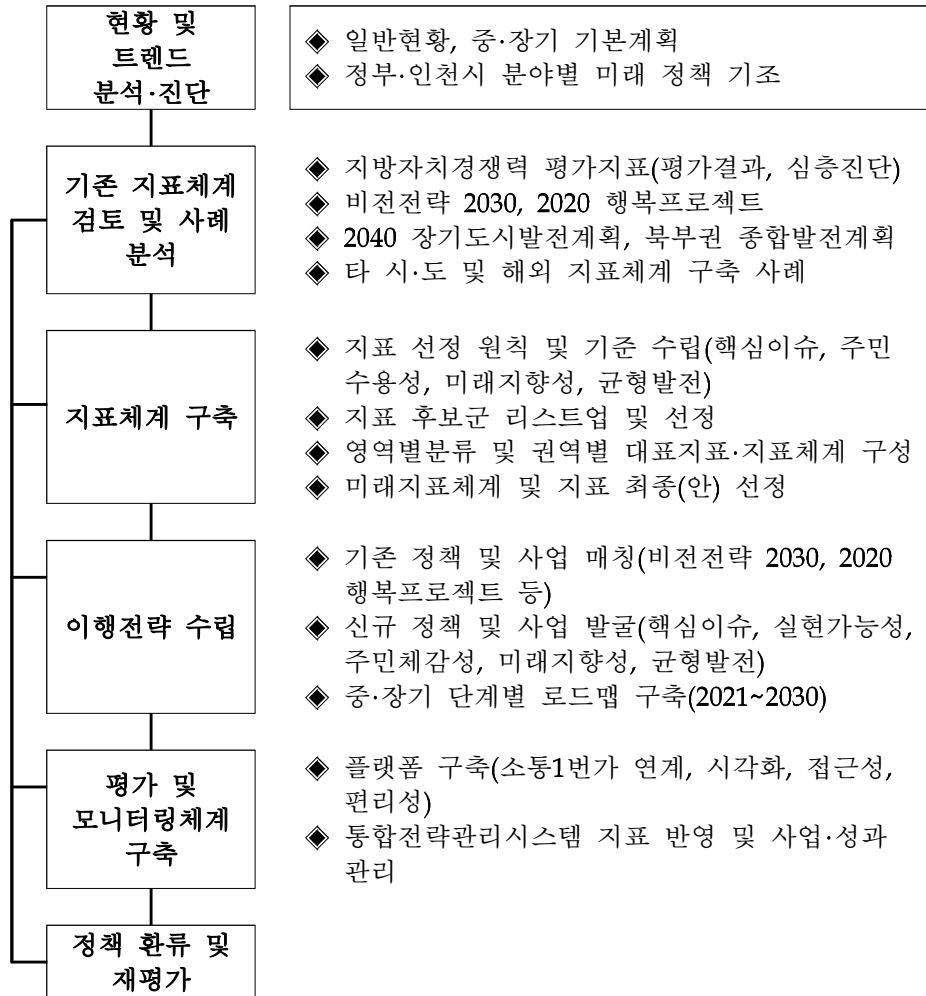 현황 및
트렌드
분석·진단
◈ 일반현황, 중·장기 기본계획
◈ 정부·인천시 분야별 미래 정책 기조
기존 지표체계
검토 및 사례
분석
◈ 지방자치경쟁력 평가지표(평가결과, 심층진단)
◈ 비전전략 2030, 2020 행복프로젝트
◈ 2040 장기도시발전계획, 북부권 종합발전계획
◈ 타 시·도 및 해외 지표체계 구축 사례
지표체계 구축
◈ 지표 선정 원칙 및 기준 수립(핵심이슈, 주민
수용성, 미래지향성, 균형발전)
◈ 지표 후보군 리스트업 및 선정
◈ 영역별분류 및 권역별 대표지표·지표체계 구성
◈ 미래지표체계 및 지표 최종(안) 선정
이행전략 수립
◈ 기존 정책 및 사업 매칭(비전전략 2030, 2020
행복프로젝트 등)
◈ 신규 정책 및 사업 발굴(핵심이슈, 실현가능성,
주민체감성, 미래지향성, 균형발전)
◈ 중·장기 단계별 로드맵 구축(2021~2030)
평가 및
모니터링체계
구축
◈ 플랫폼 구축(소통1번가 연계, 시각화, 접근성,
편리성)
◈ 통합전략관리시스템 지표 반영 및 사업·성과
관리
정책 환류 및
재평가